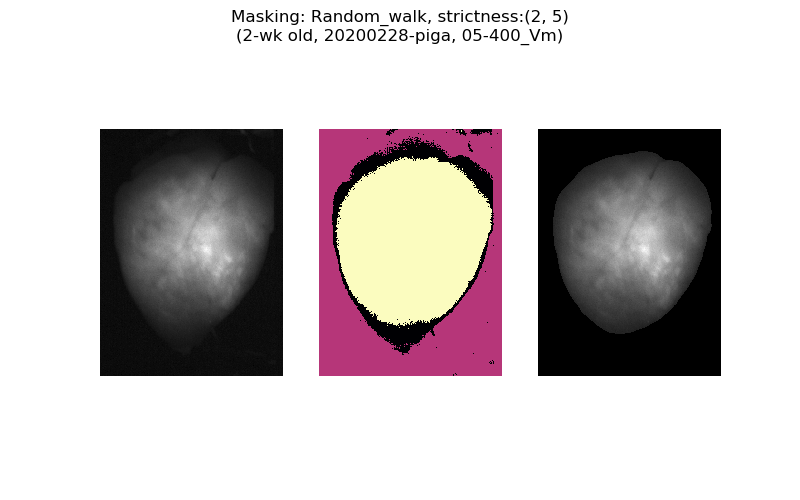 Masking: Random_walk, strictness:(2, 5)
(2-wk old, 20200228-piga, 05-400_Vm)